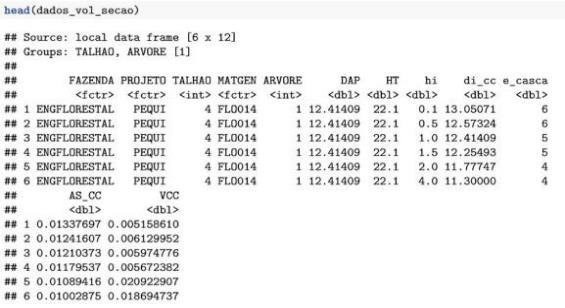 head(dados_vol_secao)
## Source: local data frame [6 x 12]
## Groups: TALHAO, ARVORE [1]
##
## FAZENDA PROJETO TALHAO MATGEN ARVORE DAP HT hi di_cc e_casca
## <fctr> <fctr> <int> <fctr> <int> <dbl> <dbl> <dbl> <dbl> <dbl>
## 1 ENGFLORESTAL PEQUI 4 FLO014 1 12.41409 22.1 0.1 13.05071 6
## 2 ENGFLORESTAL PEQUI 4 FLO014 1 12.41409 22.1 0.5 12.57324 6
## 3 ENGFLORESTAL PEQUI 4 FLO014 1 12.41409 22.1 1.0 12.41409 5
## 4 ENGFLORESTAL PEQUI 4 FLO014 1 12.41409 22.1 1.5 12.25493 5
## 5 ENGFLORESTAL PEQUI 4 FLO014 1 12.41409 22.1 2.0 11.77747 4
## 6 ENGFLORESTAL PEQUI 4 FLO014 1 12.41409 22.1 4.0 11.30000 4
## AS_CC VCC
## <dbl> <dbl>
## 1 0.01337697 0.005158610
## 2 0.01241607 0.006129952
## 3 0.01210373 0.005974776
## 4 0.01179537 0.005672382
## 5 0.01089416 0.020922907
## 6 0.01002875 0.018694737